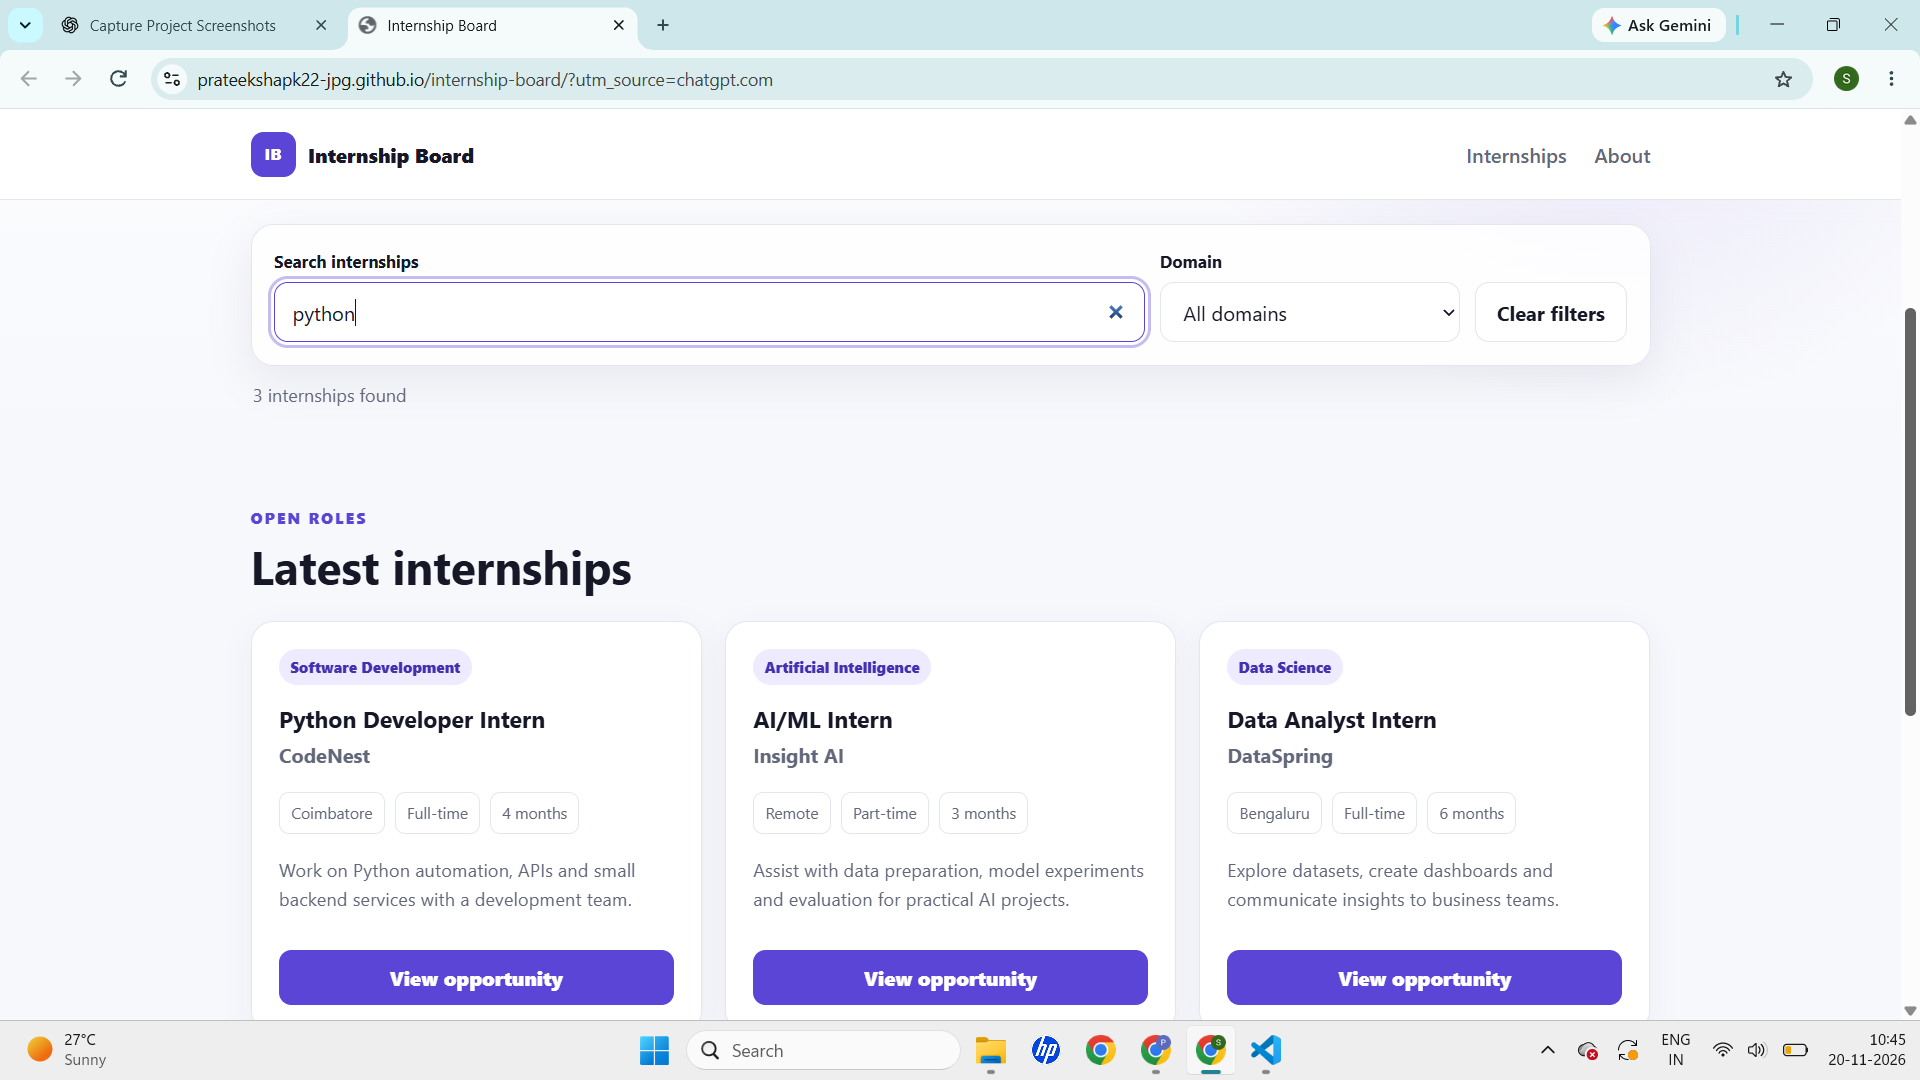 Capture Project Screenshots
Internship Board
Ask Gemini
prateekshapk22-jpg.github.io/internship-board/?utm_source=chatgpt.com
S
IB
Internship Board
Internships
About
Search internships
Domain
python
All domains
Clear filters
3 internships found
OPEN ROLES
Latest internships
Software Development
Python Developer Intern
CodeNest
Coimbatore
Full-time
4 months
Work on Python automation, APIs and small
backend services with a development team.
View opportunity
Artificial Intelligence
AI/ML Intern
Insight AI
Remote
Part-time
3 months
Assist with data preparation, model experiments
and evaluation for practical AI projects.
View opportunity
Data Science
Data Analyst Intern
DataSpring
Bengaluru
Full-time
6 months
Explore datasets, create dashboards and
communicate insights to business teams.
View opportunity
27°C
Sunny
Search
hp
P
S
ENG
IN
10:45
20-11-2026